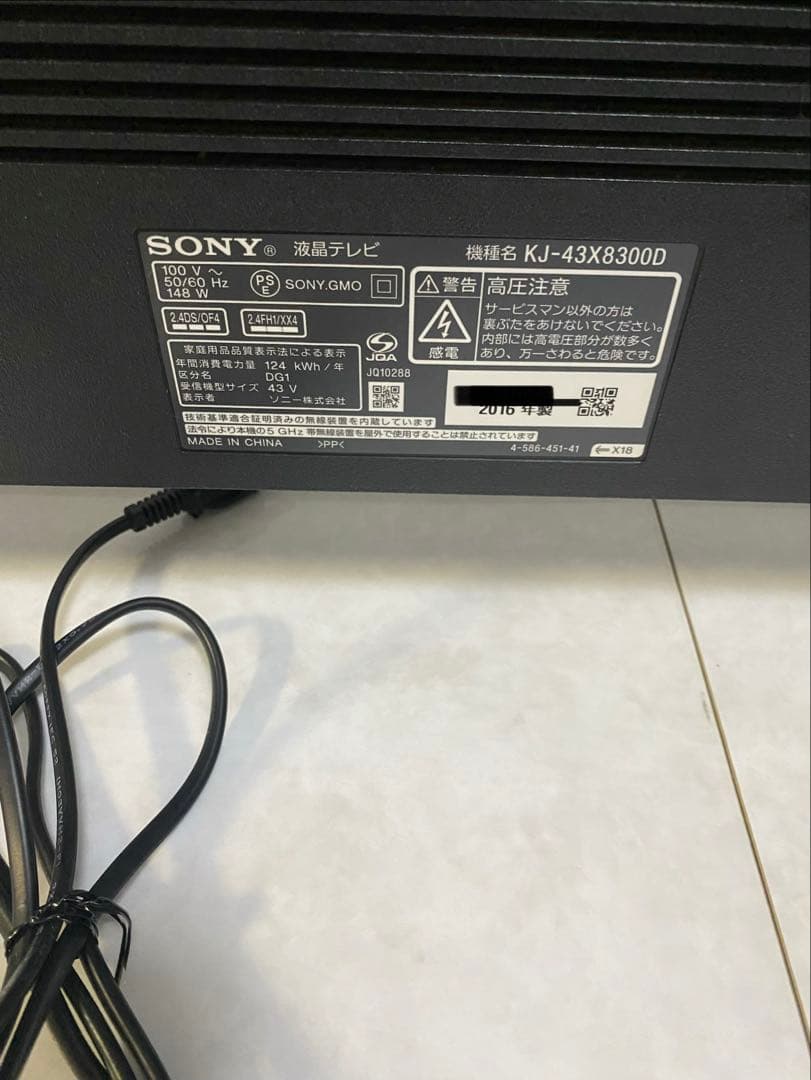 SONY® 液晶テレビ 機種名 KJ-43X8300D
100 V ~
50/60 Hz
148 W
PSE SONY.GMO
2.4DS/OF4 2.4FH1/XX4
家庭用品品質表示法による表示
年間消費電力量 124 kWh/年
区分名 DG1
受信機型サイズ 43 V
表示者 ソニー株式会社
JQA
JQ10288
警告 高圧注意
感電
サービスマン以外の方は
裏ぶたをあけないでください。
内部には高電圧部分が数多く
あり、万一さわると危険です。
2016 年製
技術基準適合証明済みの無線装置を内蔵しています
法令により本機の5 GHz 帯無線装置を屋外で使用することは禁止されています
MADE IN CHINA >PP<
4-586-451-41 X18